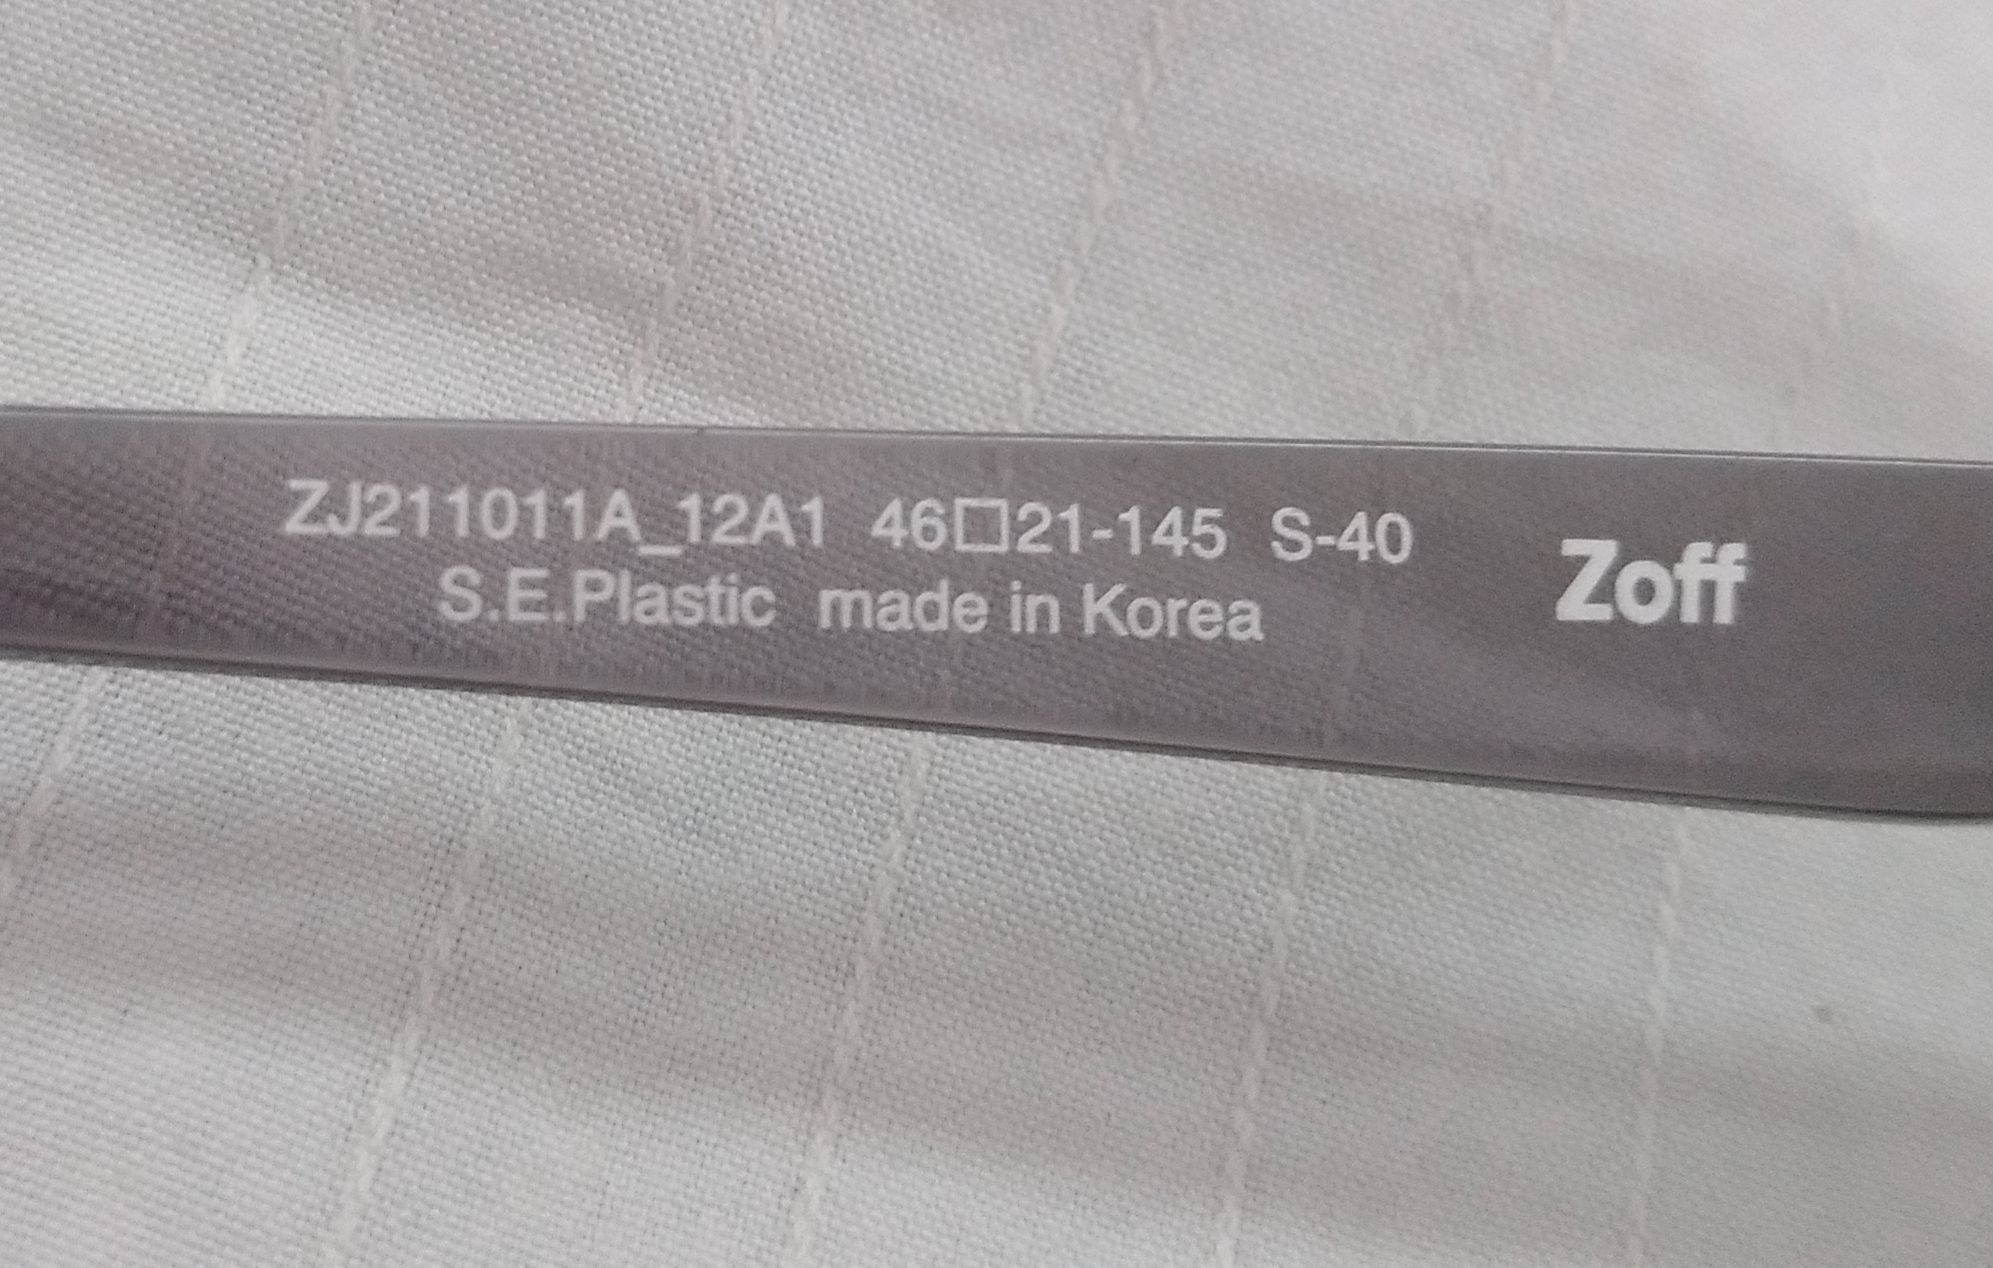 ZJ211011A_12A1 46□21-145 S-40
S.E.Plastic made in Korea
Zoff